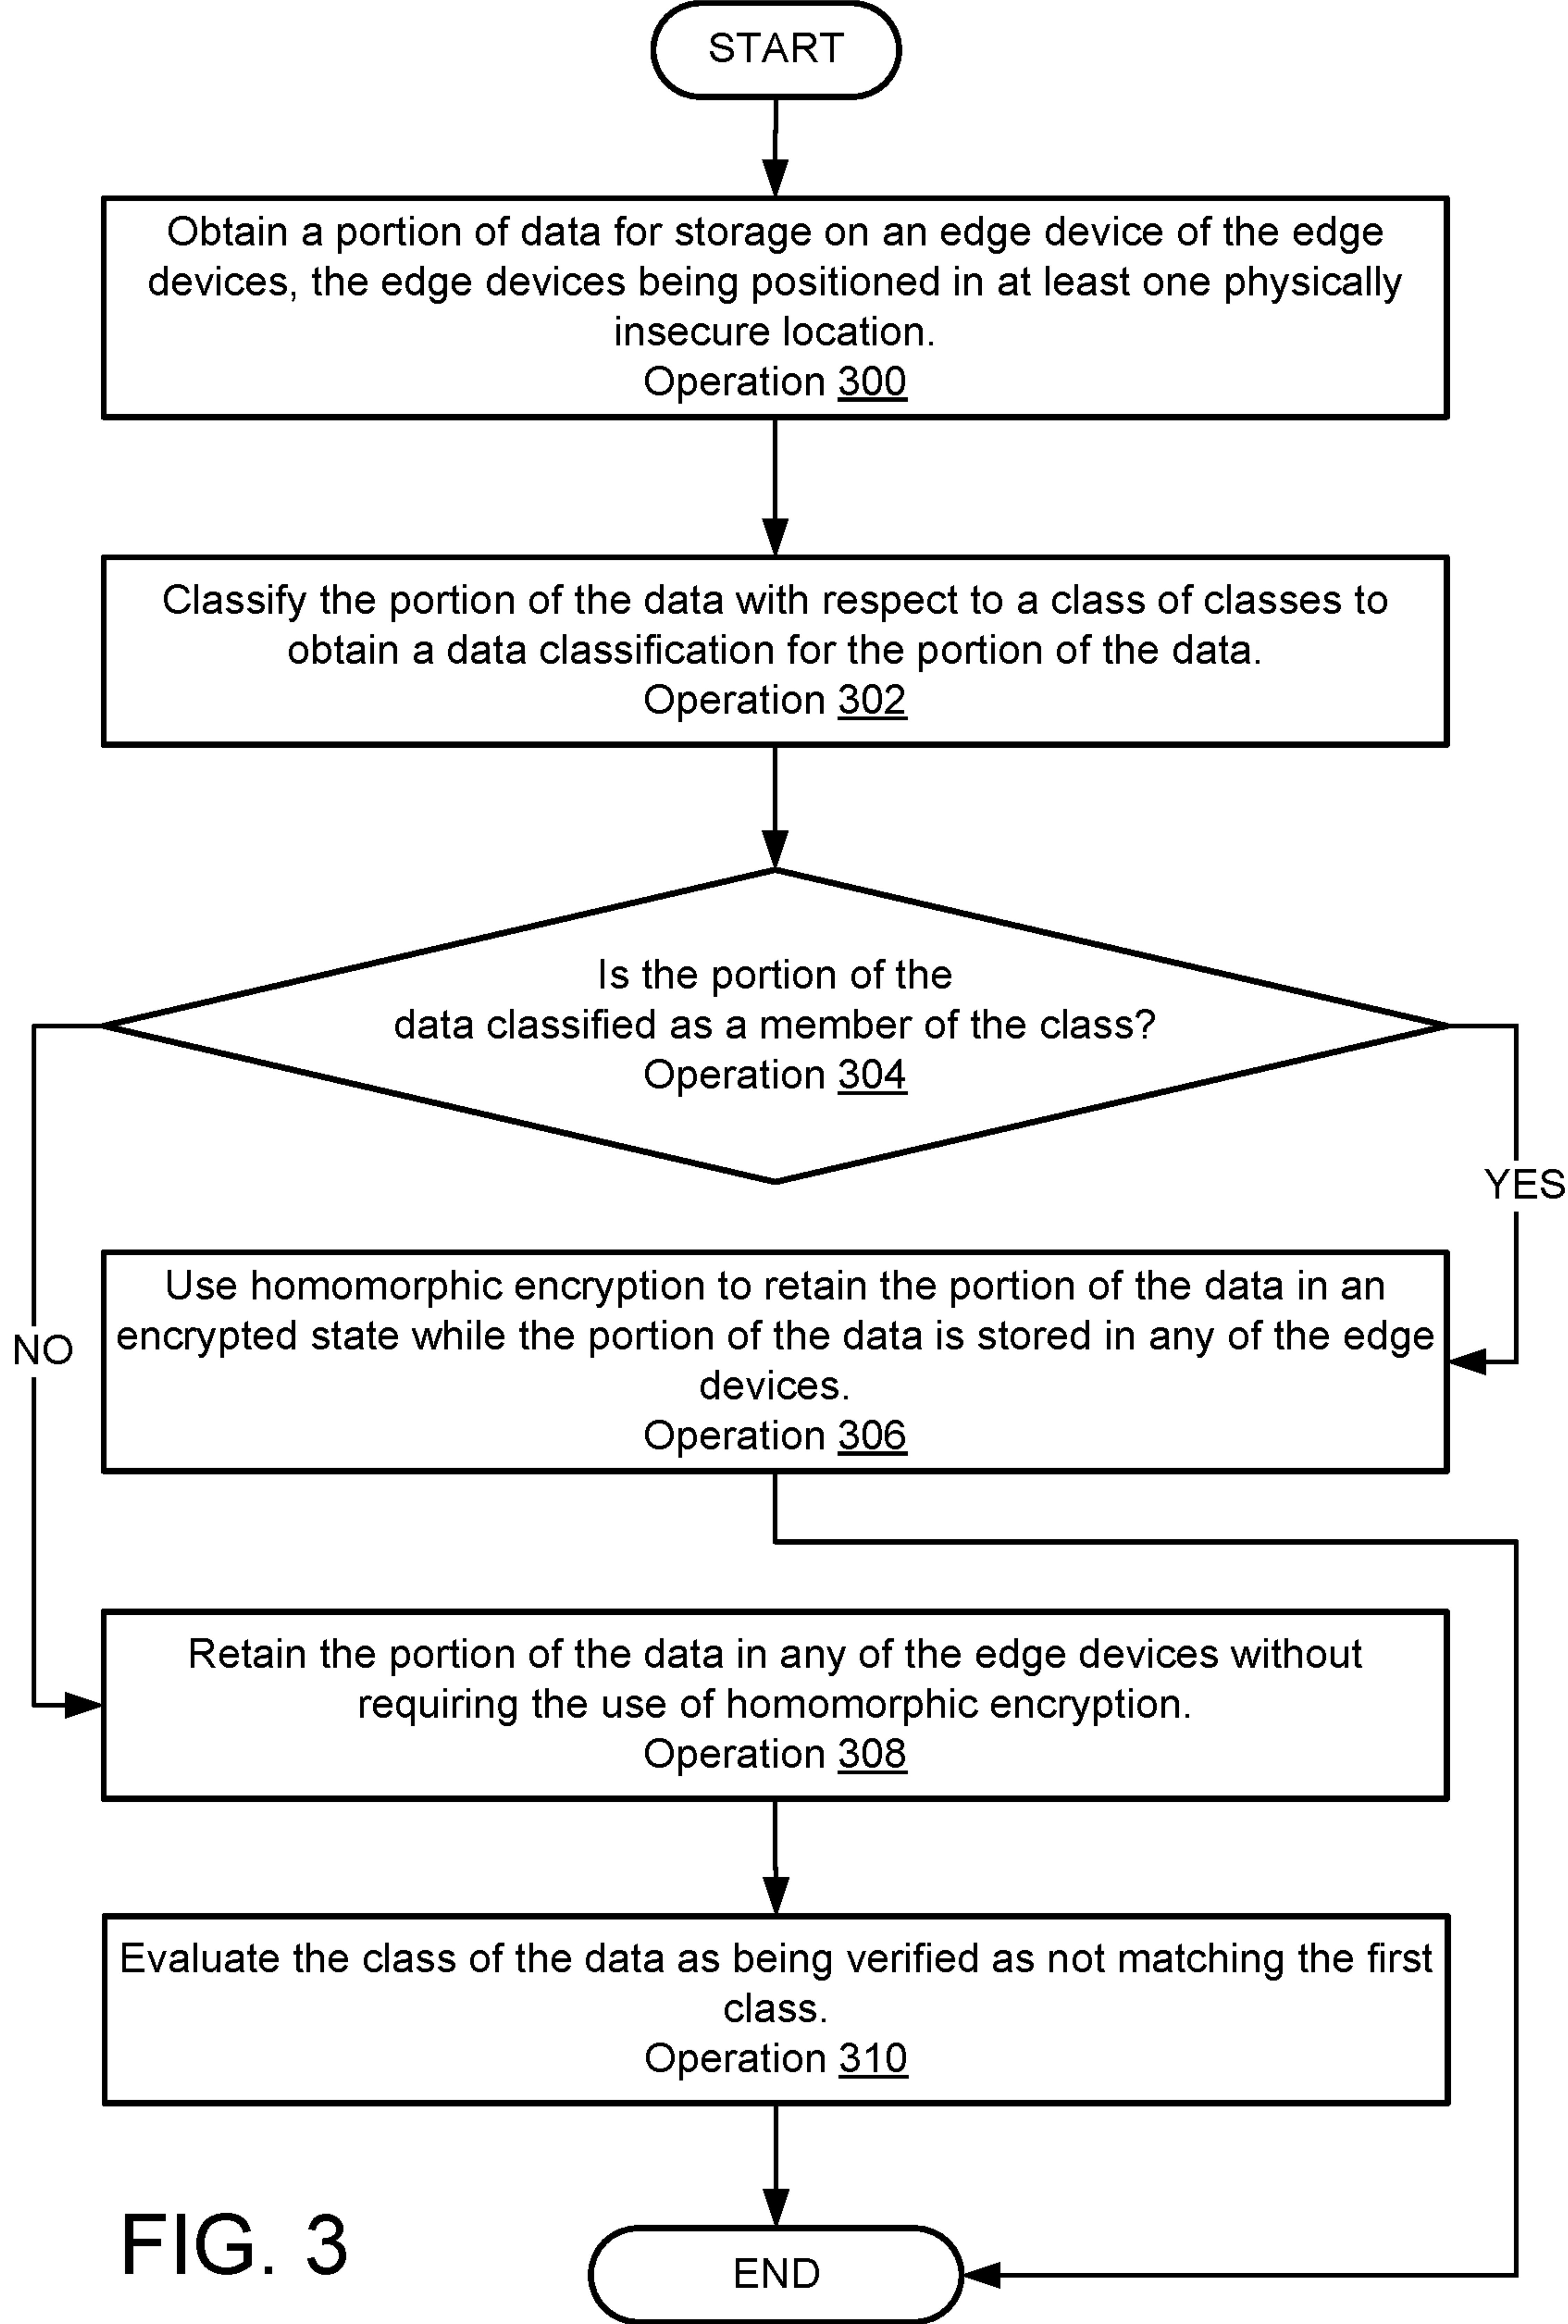 START
Obtain a portion of data for storage on an edge device of the edge
devices, the edge devices being positioned in at least one physically
insecure location.
Operation 300
Classify the portion of the data with respect to a class of classes to
obtain a data classification for the portion of the data.
Operation 302
Is the portion of the
data classified as a member of the class?
Operation 304
YES
Use homomorphic encryption to retain the portion of the data in an
encrypted state while the portion of the data is stored in any of the edge
devices.
Operation 306
NO
Retain the portion of the data in any of the edge devices without
requiring the use of homomorphic encryption.
Operation 308
Evaluate the class of the data as being verified as not matching the first
class.
Operation 310
END
FIG. 3